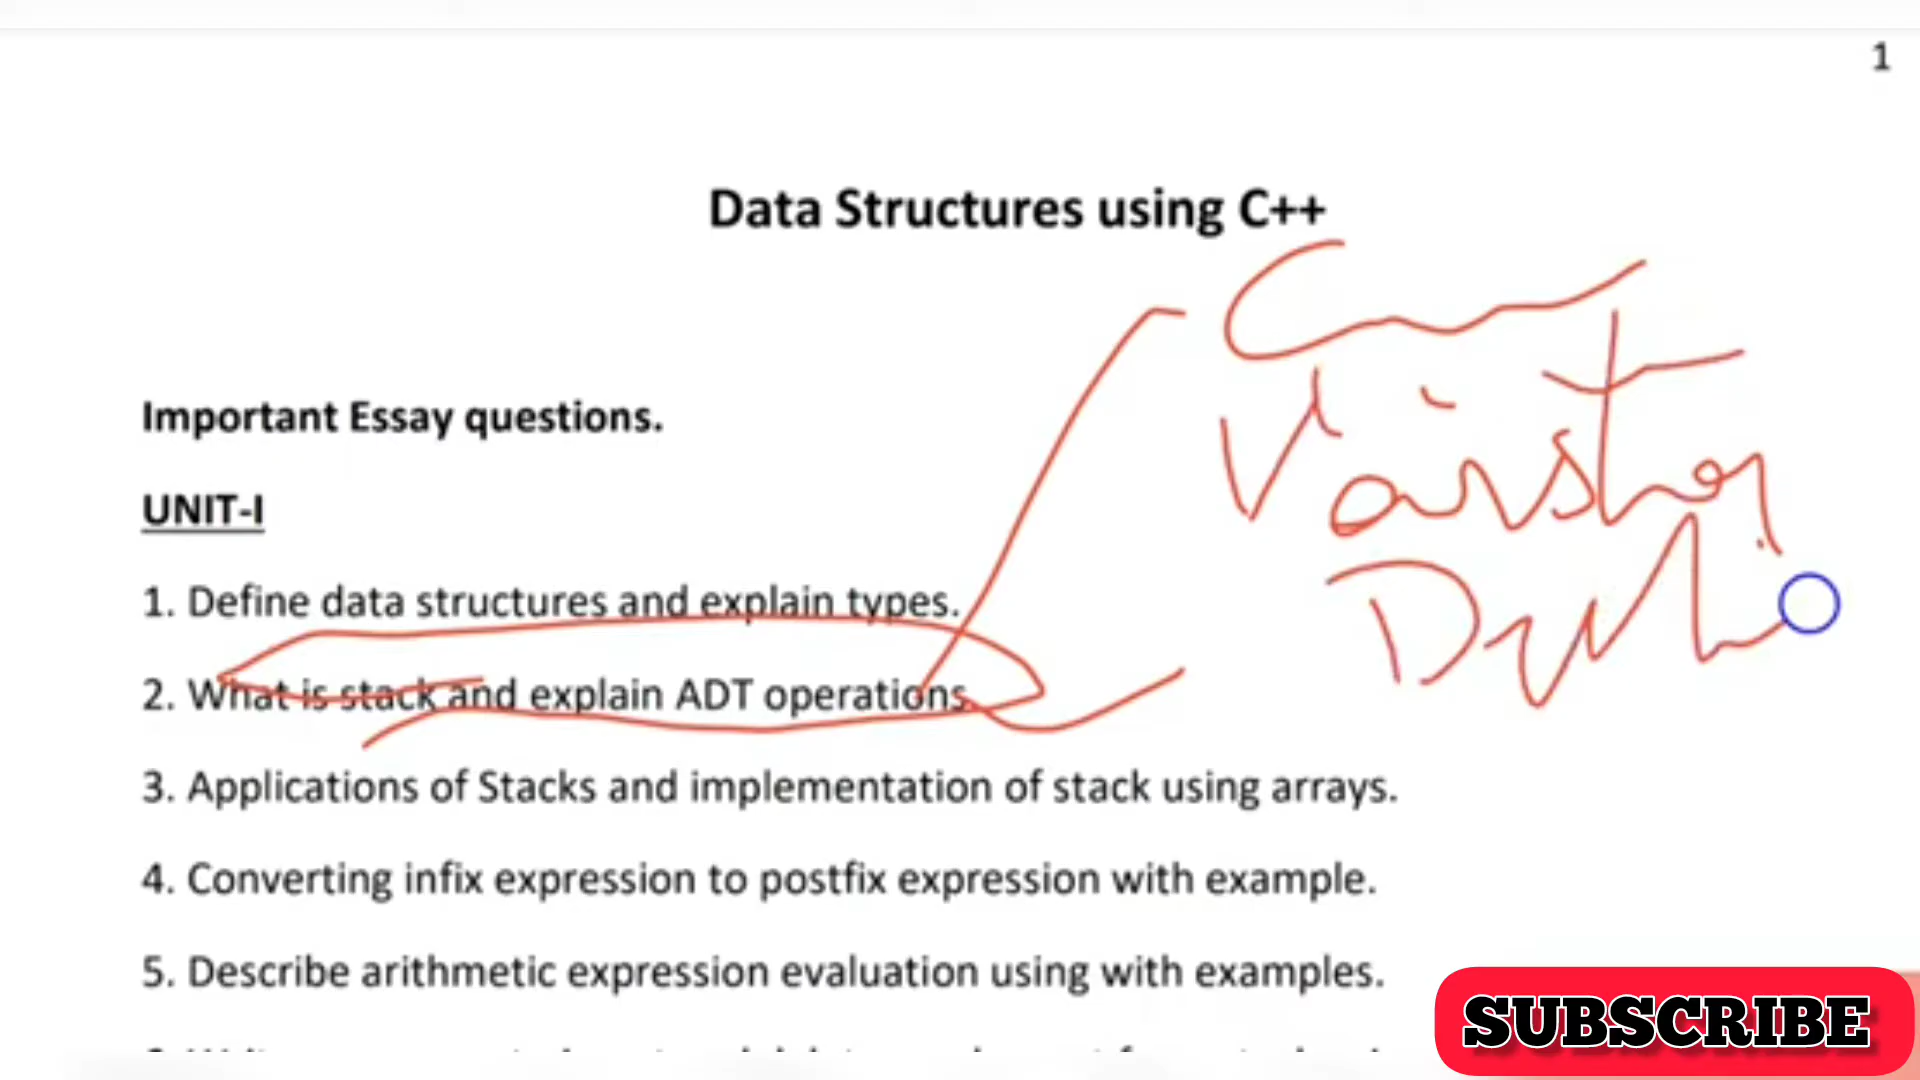 1
Data Structures using C++
Important Essay questions.
UNIT-I
1. Define data structures and explain types.
2. What is stack and explain ADT operations.
3. Applications of Stacks and implementation of stack using arrays.
4. Converting infix expression to postfix expression with example.
5. Describe arithmetic expression evaluation using with examples.
SUBSCRIBE